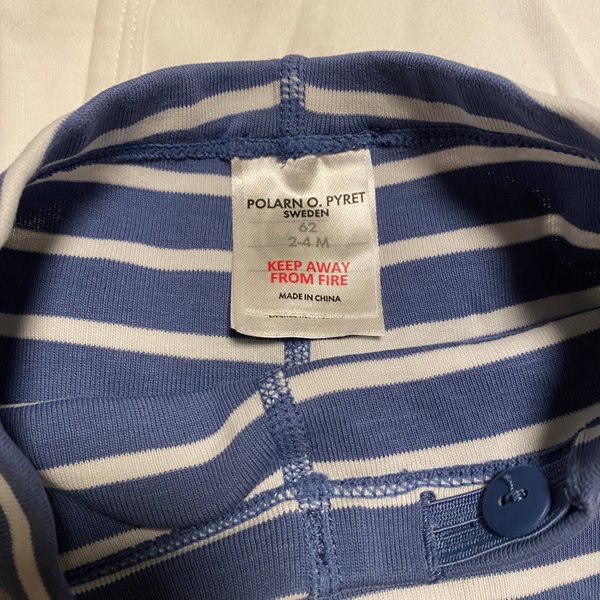 POLARN O. PYRET
SWEDEN
62
2-4 M
KEEP AWAY
FROM FIRE
MADE IN CHINA